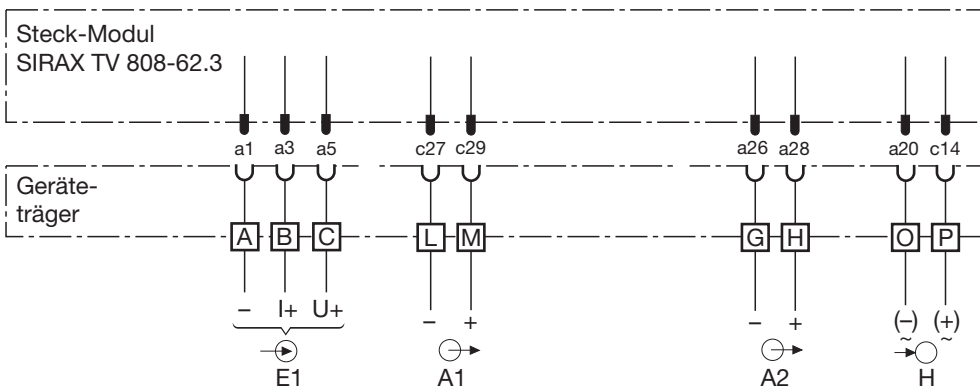 Steck-Modul
SIRAX TV 808-62.3
a1 a3 a5 c27 c29 a26 a28 a20 c14
Geräte-
träger
A B C L M G H O P
– I+ U+ – + – + (–) (+)
~ ~
E1 A1 A2 H